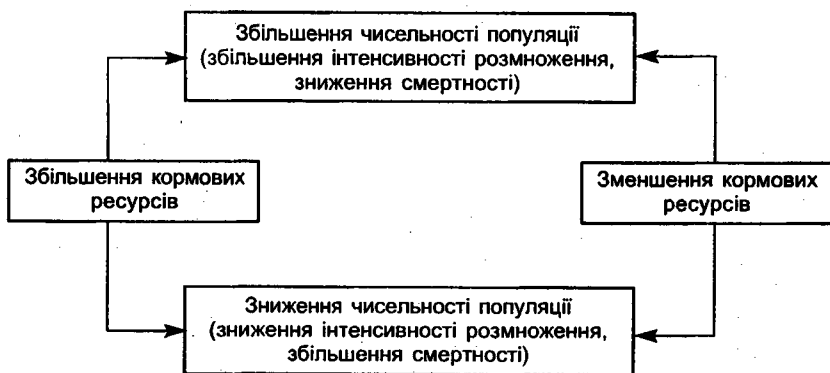 Збільшення чисельності популяції
(збільшення інтенсивності розмноження,
зниження смертності)
Збільшення кормових
ресурсів
Зменшення кормових
ресурсів
Зниження чисельності популяції
(зниження інтенсивності розмноження,
збільшення смертності)